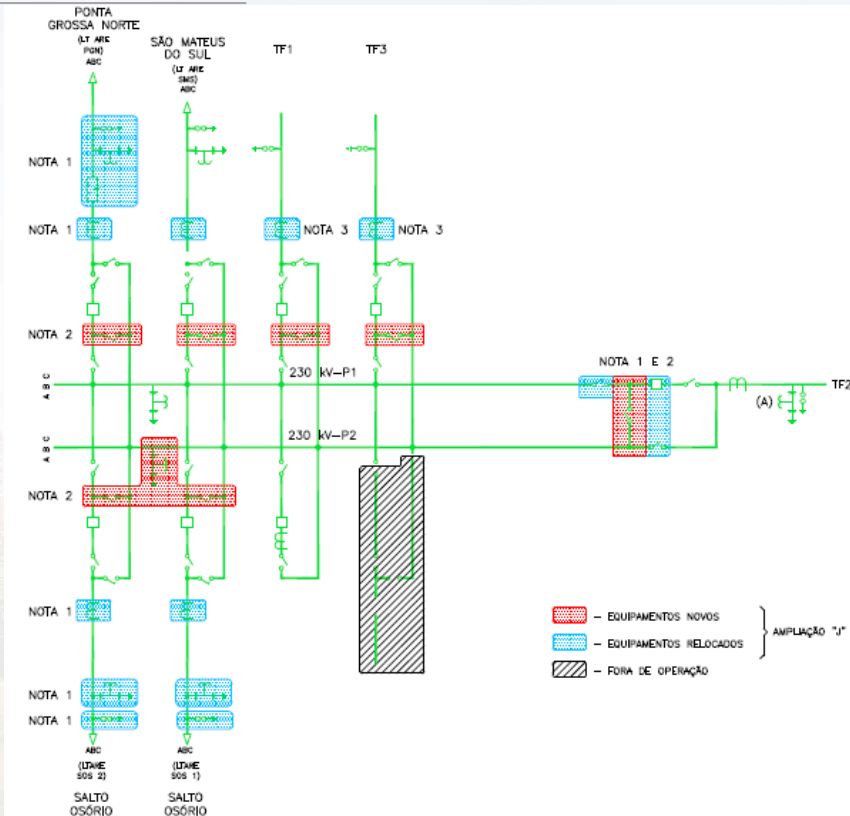 PONTA
GROSSA NORTE
(LT ARE
PGN)
ABC
SÃO MATEUS
DO SUL
(LT ARE
SMS)
ABC
TF1
TF3
NOTA 1
NOTA 1
NOTA 3
NOTA 3
NOTA 2
NOTA 1 E 2
230 kV-P1
A B C
TF2
(A)
230 kV-P2
A B C
NOTA 2
NOTA 1
NOTA 1
NOTA 1
ABC
(LTARE
SOS 2)
SALTO
OSÓRIO
ABC
(LTARE
SOS 1)
SALTO
OSÓRIO
– EQUIPAMENTOS NOVOS
– EQUIPAMENTOS RELOCADOS
AMPLIAÇÃO "J"
– FORA DE OPERAÇÃO